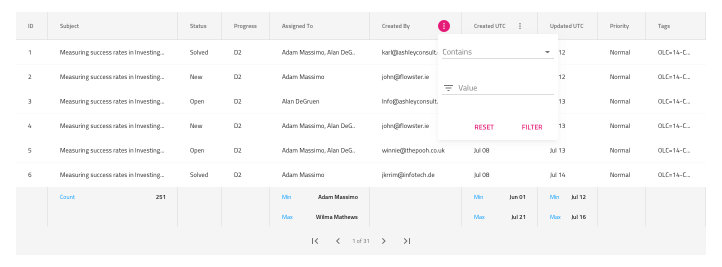 ID Subject Status Progress Assigned To Created By Created UTC Updated UTC Priority Tags
1 Measuring success rates in Investing... Solved D2 Adam Massimo, Alan DeG.. karl@ashleyconsult. 12 Normal OLC=14-C...
Contains
2 Measuring success rates in Investing... New D2 Adam Massimo john@flowster.ie 12 Normal OLC=14-C...
Value
3 Measuring success rates in Investing... Open D2 Alan DeGruen Info@ashleyconsult. 13 Normal OLC=14-C...
4 Measuring success rates in Investing... New D2 Adam Massimo, Alan DeG.. john@flowster.ie 13 Normal OLC=14-C...
RESET FILTER
5 Measuring success rates in Investing... Open D2 Adam Massimo, Alan DeG.. winnie@thepooh.co.uk Jul 08 Jul 13 Normal OLC=14-C...
6 Measuring success rates in Investing... Solved D2 Adam Massimo jkrrim@infotech.de Jul 08 Jul 14 Normal OLC=14-C...
Count 251 Min Adam Massimo Min Jun 01 Min Jul 12
Max Wilma Mathews Max Jul 21 Max Jul 16
1 of 31